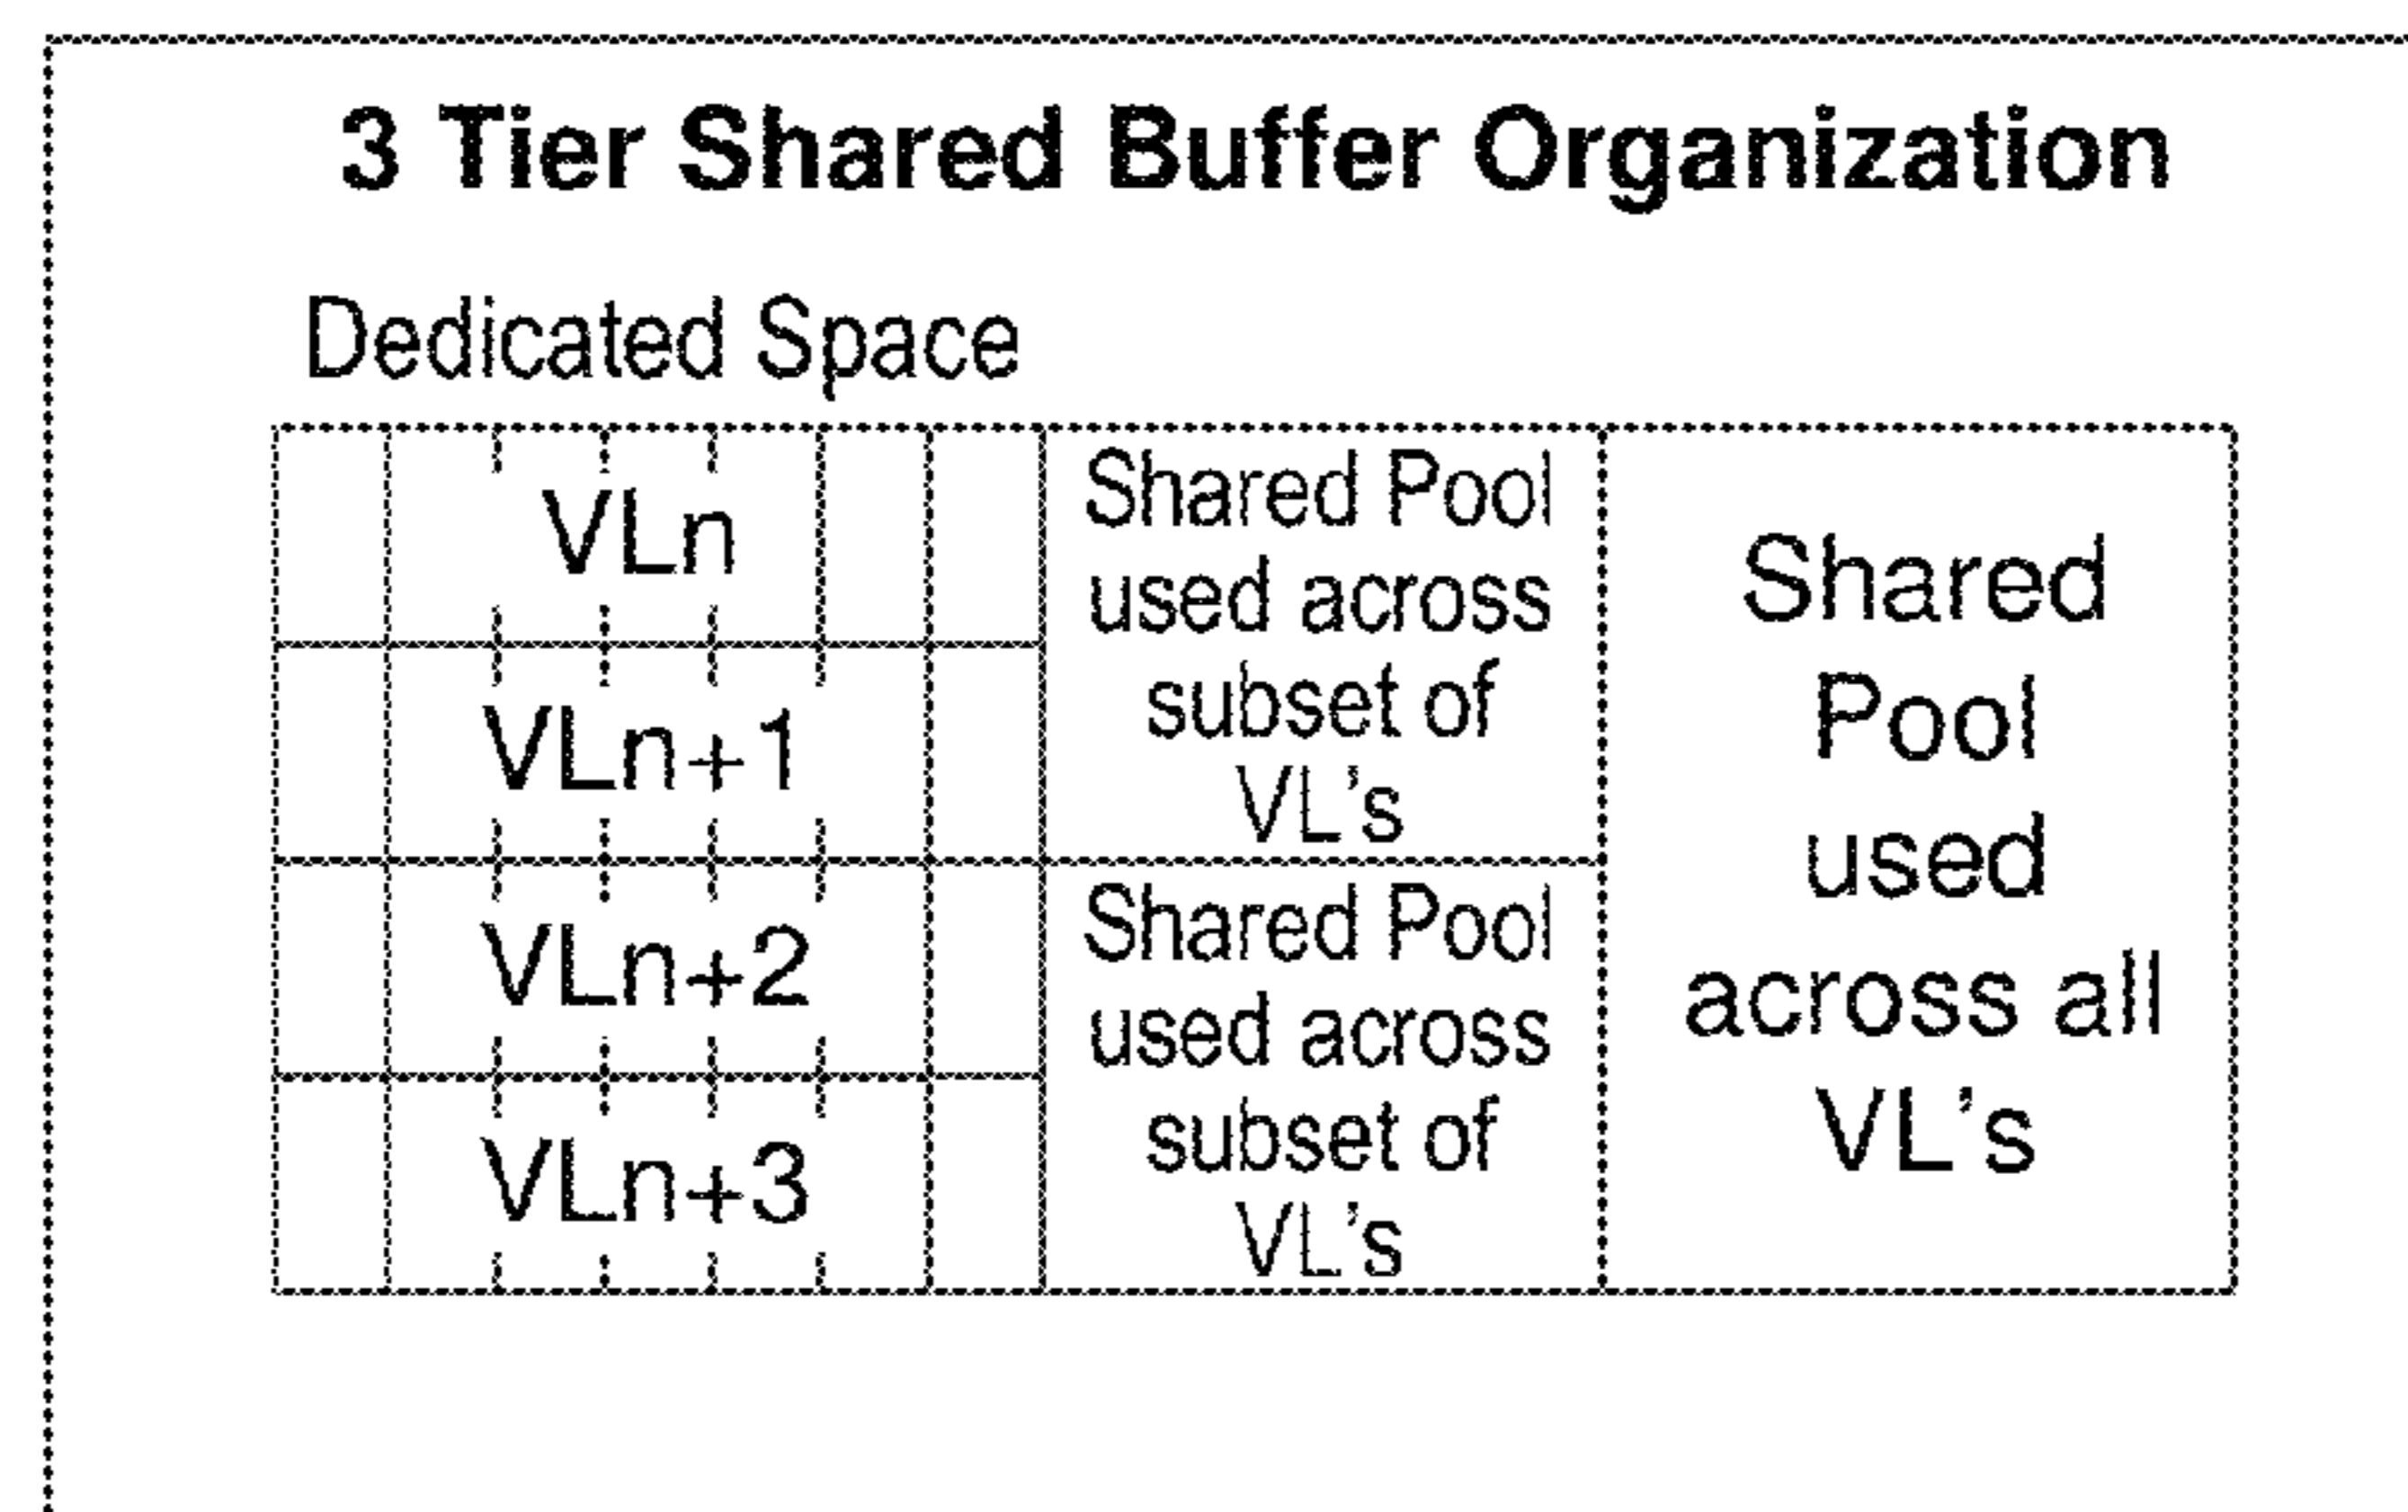 3 Tier Shared Buffer Organization
Dedicated Space
VLn
VLn+1
VLn+2
VLn+3
Shared Pool
used across
subset of
VL's
Shared Pool
used across
subset of
VL's
Shared
Pool
used
across all
VL's